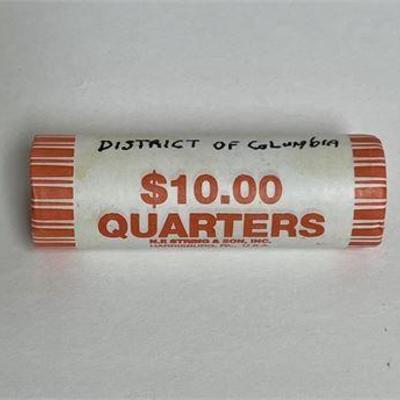 DISTRICT OF COLUMBIA
$10.00
QUARTERS
N.F. STRING & SON, INC.
HARRISBURG, PA., U.S.A.